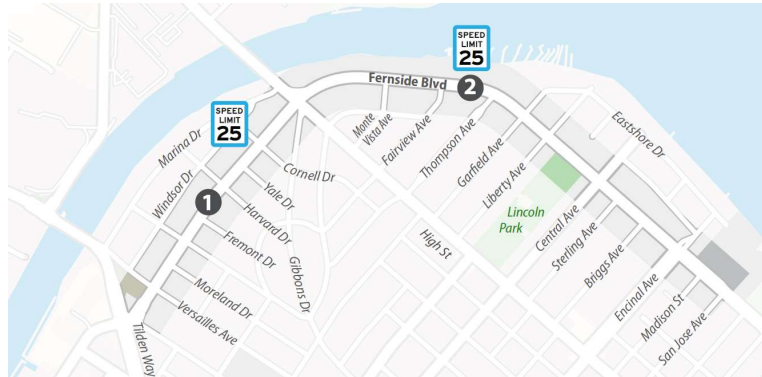 SPEED
LIMIT
25
Fernside Blvd
2
SPEED
LIMIT
25
Marina Dr
Windsor Dr
1
Monte
Vista Ave
Fairview Ave
Thompson Ave
Garfield Ave
Liberty Ave
Eastshore Dr
Cornell Dr
Yale Dr
Harvard Dr
Fremont Dr
Gibbons Dr
High St
Lincoln
Park
Central Ave
Sterling Ave
Briggs Ave
Encinal Ave
Madison St
San Jose Ave
Moreland Dr
Versailles Ave
Tilden Way